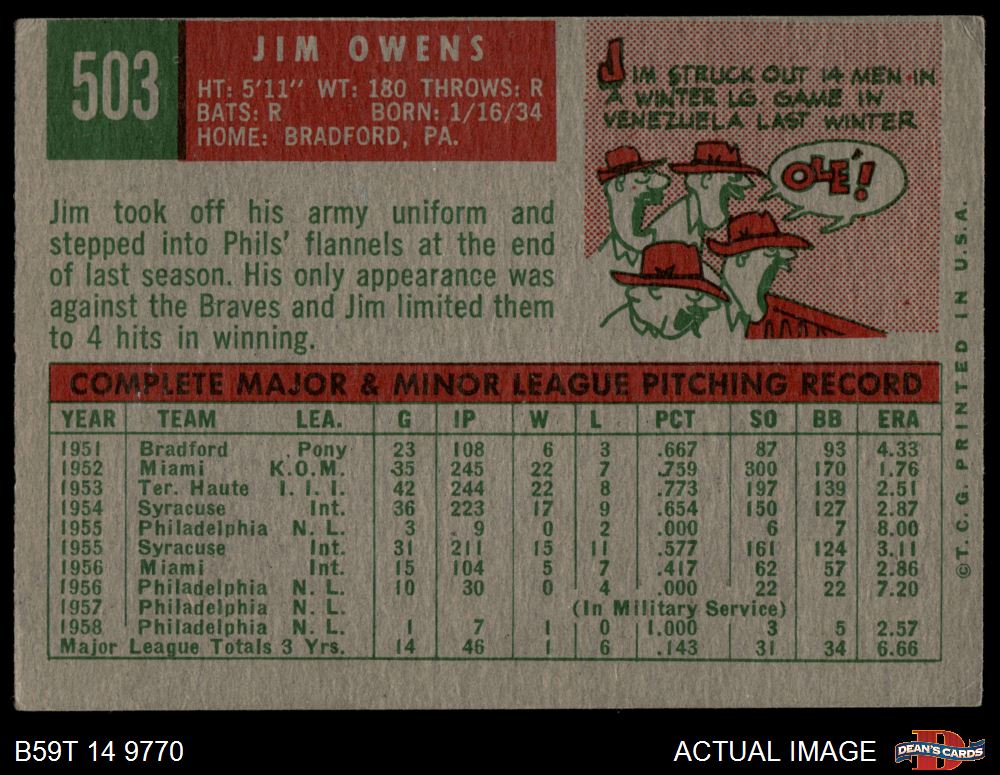 503
JIM OWENS
HT: 5'11" WT: 180 THROWS: R
BATS: R BORN: 1/16/34
HOME: BRADFORD, PA.
JIM STRUCK OUT 14 MEN IN
A WINTER LG. GAME IN
VENEZUELA LAST WINTER
OLE'!
Jim took off his army uniform and
stepped into Phils' flannels at the end
of last season. His only appearance was
against the Braves and Jim limited them
to 4 hits in winning.
COMPLETE MAJOR & MINOR LEAGUE PITCHING RECORD
YEAR TEAM LEA. G IP W L PCT SO BB ERA
1951 Bradford Pony 23 108 6 3 .667 87 93 4.33
1952 Miami K.O.M. 35 245 22 7 .759 300 170 1.76
1953 Ter. Haute I. I. I. 42 244 22 8 .773 197 139 2.51
1954 Syracuse Int. 36 223 17 9 .654 150 127 2.87
1955 Philadelphia N. L. 3 9 0 2 .000 6 7 8.00
1955 Syracuse Int. 31 211 15 11 .577 161 124 3.11
1956 Miami Int. 15 104 5 7 .417 62 57 2.86
1956 Philadelphia N. L. 10 30 0 4 .000 22 22 7.20
1957 Philadelphia N. L. (In Military Service)
1958 Philadelphia N. L. 1 7 1 0 1.000 3 5 2.57
Major League Totals 3 Yrs. 14 46 1 6 .143 31 34 6.66
©T. C. G. PRINTED IN U.S.A.
B59T 14 9770
ACTUAL IMAGE
D
DEAN'S CARDS